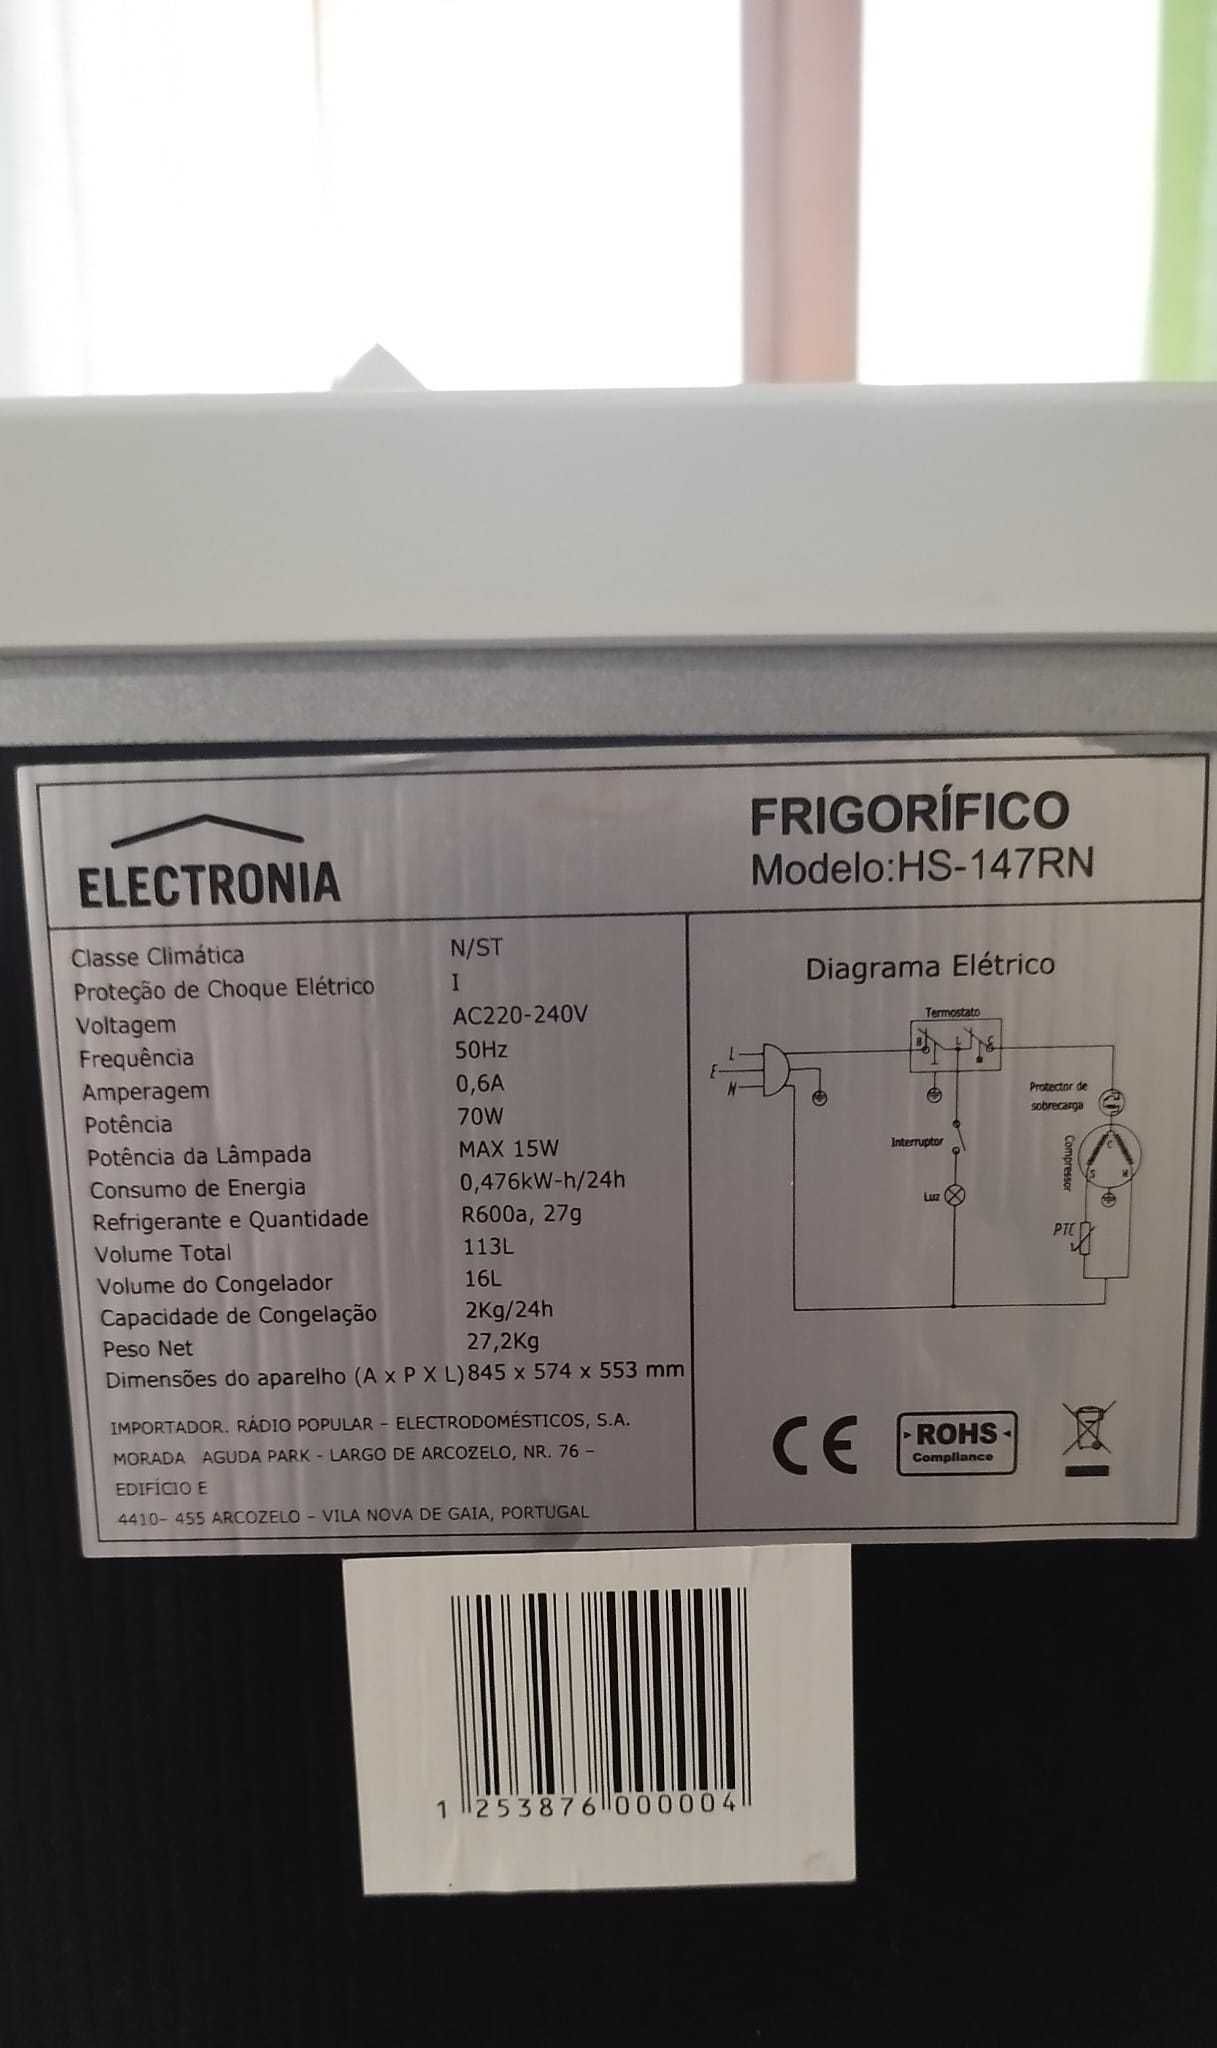 ELECTRONIA
FRIGORÍFICO
Modelo:HS-147RN
Classe Climática N/ST
Proteção de Choque Elétrico I
Voltagem AC220-240V
Frequência 50Hz
Amperagem 0,6A
Potência 70W
Potência da Lâmpada MAX 15W
Consumo de Energia 0,476kW-h/24h
Refrigerante e Quantidade R600a, 27g
Volume Total 113L
Volume do Congelador 16L
Capacidade de Congelação 2Kg/24h
Peso Net 27,2Kg
Dimensões do aparelho (A x P X L) 845 x 574 x 553 mm
IMPORTADOR. RÁDIO POPULAR – ELECTRODOMÉSTICOS, S.A.
MORADA AGUDA PARK - LARGO DE ARCOZELO, NR. 76 –
EDIFÍCIO E
4410– 455 ARCOZELO – VILA NOVA DE GAIA, PORTUGAL
Diagrama Elétrico
Termostato
L
E
N
Protector de
sobrecarga
Interruptor
Compressor
C
S M
Luz
PTC
CE
ROHS
Compliance
1 253876 000004